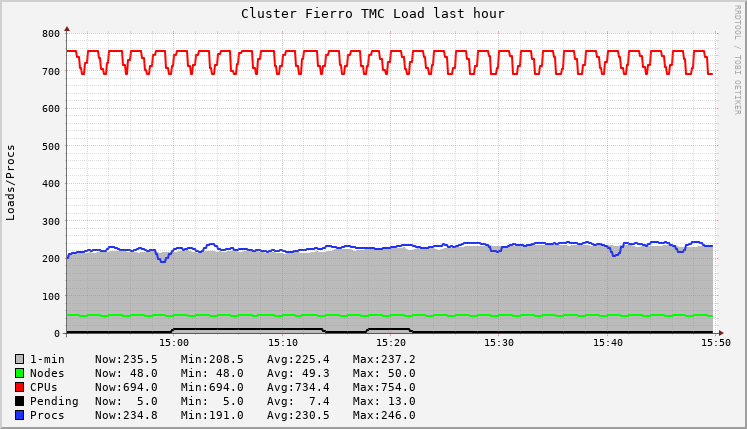 Cluster Fierro TMC Load last hour
RRDTOOL / TOBI OETIKER
Loads/Procs
800
700
600
500
400
300
200
100
0
15:00 15:10 15:20 15:30 15:40 15:50
1-min Now:235.5 Min:208.5 Avg:225.4 Max:237.2
Nodes Now: 48.0 Min: 48.0 Avg: 49.3 Max: 50.0
CPUs Now:694.0 Min:694.0 Avg:734.4 Max:754.0
Pending Now: 5.0 Min: 5.0 Avg: 7.4 Max: 13.0
Procs Now:234.8 Min:191.0 Avg:230.5 Max:246.0